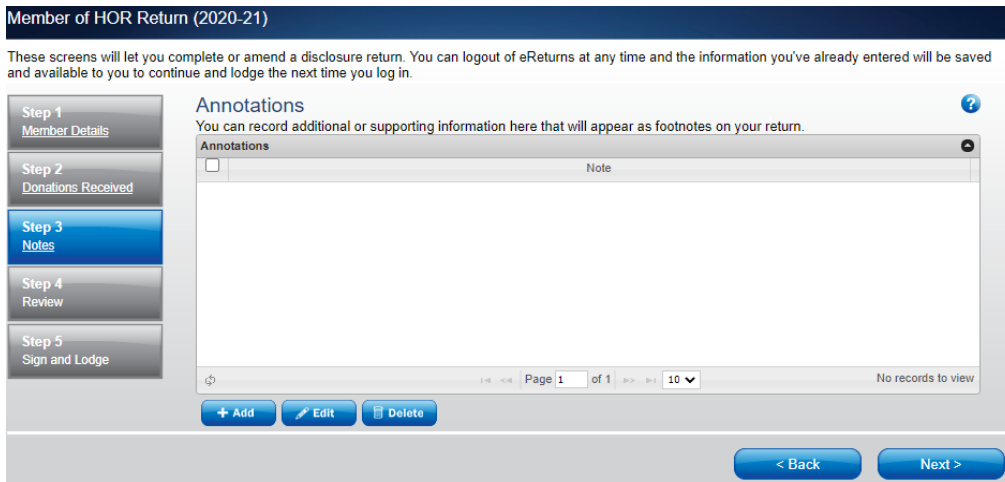 Member of HOR Return (2020-21)
These screens will let you complete or amend a disclosure return. You can logout of eReturns at any time and the information you've already entered will be saved
and available to you to continue and lodge the next time you log in.
Step 1
Member Details
Step 2
Donations Received
Step 3
Notes
Step 4
Review
Step 5
Sign and Lodge
Annotations
?
You can record additional or supporting information here that will appear as footnotes on your return.
Annotations
Note
Page 1 of 1 10
No records to view
+ Add Edit Delete
< Back Next >